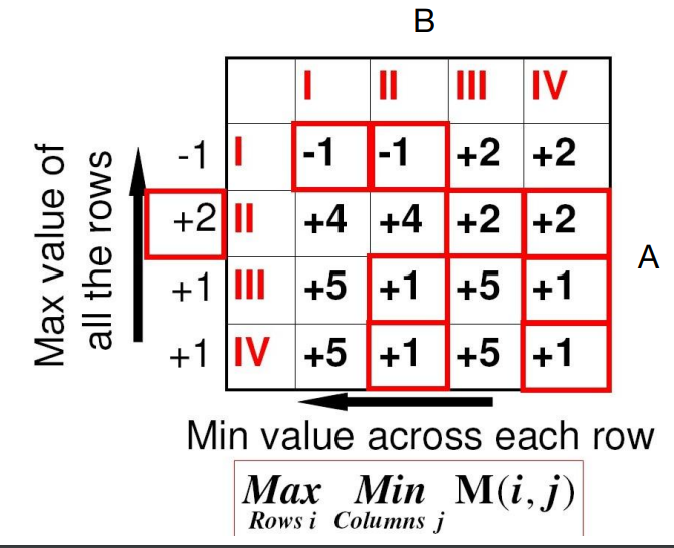 B
I II III IV
-1 I -1 -1 +2 +2
+2 II +4 +4 +2 +2
+1 III +5 +1 +5 +1
+1 IV +5 +1 +5 +1
A
Max value of
all the rows
Min value across each row
Max Min M(i, j)
Rows i Columns j